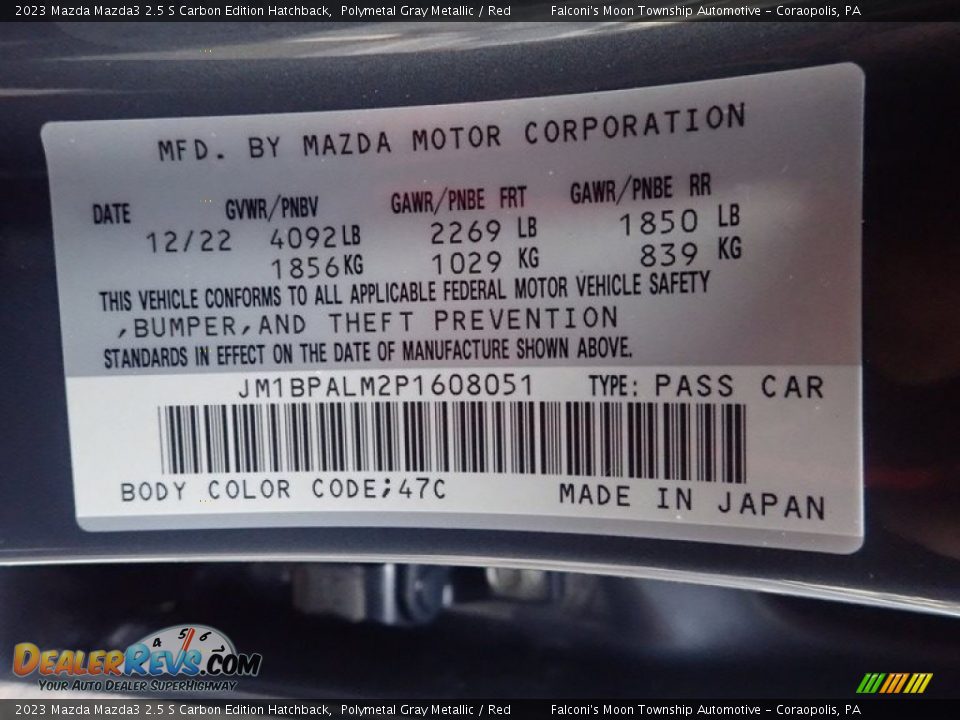 2023 Mazda Mazda3 2.5 S Carbon Edition Hatchback, Polymetal Gray Metallic / Red Falconi's Moon Township Automotive - Coraopolis, PA
MFD. BY MAZDA MOTOR CORPORATION
DATE GVWR/PNBV GAWR/PNBE FRT GAWR/PNBE RR
12/22 4092LB 2269 LB 1850 LB
1856KG 1029 KG 839 KG
THIS VEHICLE CONFORMS TO ALL APPLICABLE FEDERAL MOTOR VEHICLE SAFETY
,BUMPER,AND THEFT PREVENTION
STANDARDS IN EFFECT ON THE DATE OF MANUFACTURE SHOWN ABOVE.
JM1BPALM2P1608051 TYPE: PASS CAR
BODY COLOR CODE;47C MADE IN JAPAN
4 5 6
DEALERREVS.COM
YOUR AUTO DEALER SUPERHIGHWAY
2023 Mazda Mazda3 2.5 S Carbon Edition Hatchback, Polymetal Gray Metallic / Red Falconi's Moon Township Automotive - Coraopolis, PA